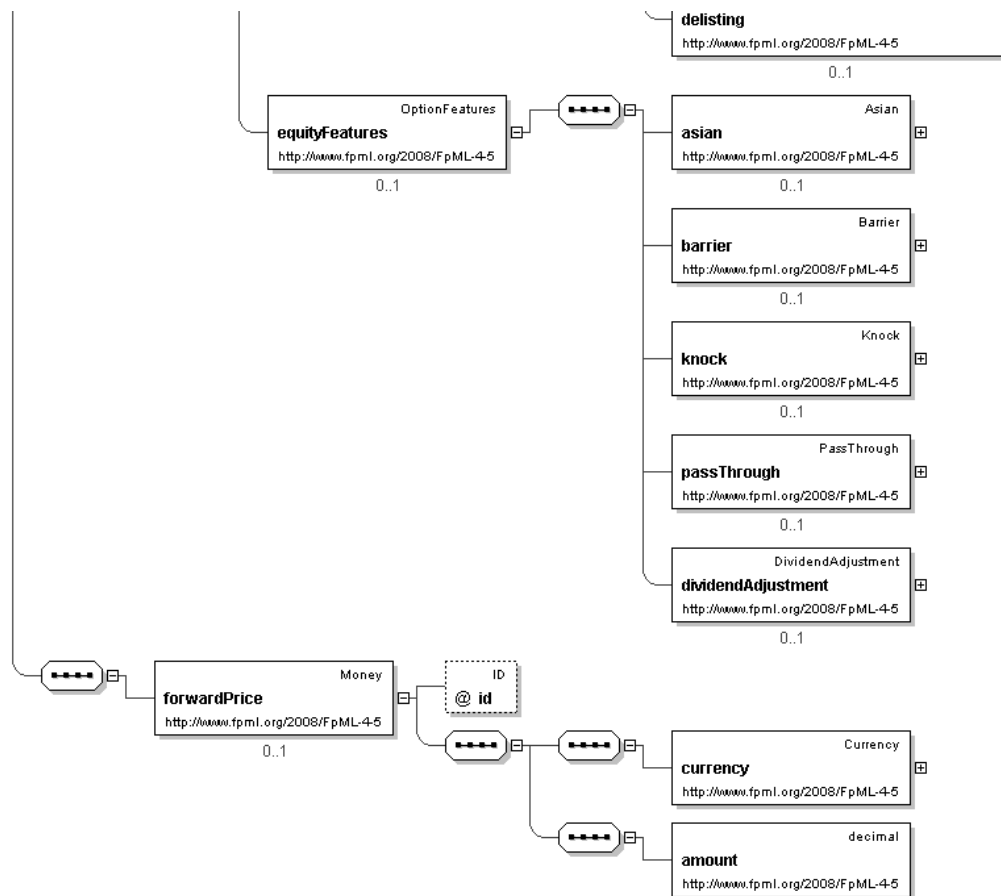 delisting
http://www.fpml.org/2008/FpML-4-5
0..1
OptionFeatures
equityFeatures
http://www.fpml.org/2008/FpML-4-5
0..1
Asian
asian
http://www.fpml.org/2008/FpML-4-5
0..1
Barrier
barrier
http://www.fpml.org/2008/FpML-4-5
0..1
Knock
knock
http://www.fpml.org/2008/FpML-4-5
0..1
PassThrough
passThrough
http://www.fpml.org/2008/FpML-4-5
0..1
DividendAdjustment
dividendAdjustment
http://www.fpml.org/2008/FpML-4-5
0..1
Money
forwardPrice
http://www.fpml.org/2008/FpML-4-5
0..1
ID
@ id
Currency
currency
http://www.fpml.org/2008/FpML-4-5
decimal
amount
http://www.fpml.org/2008/FpML-4-5